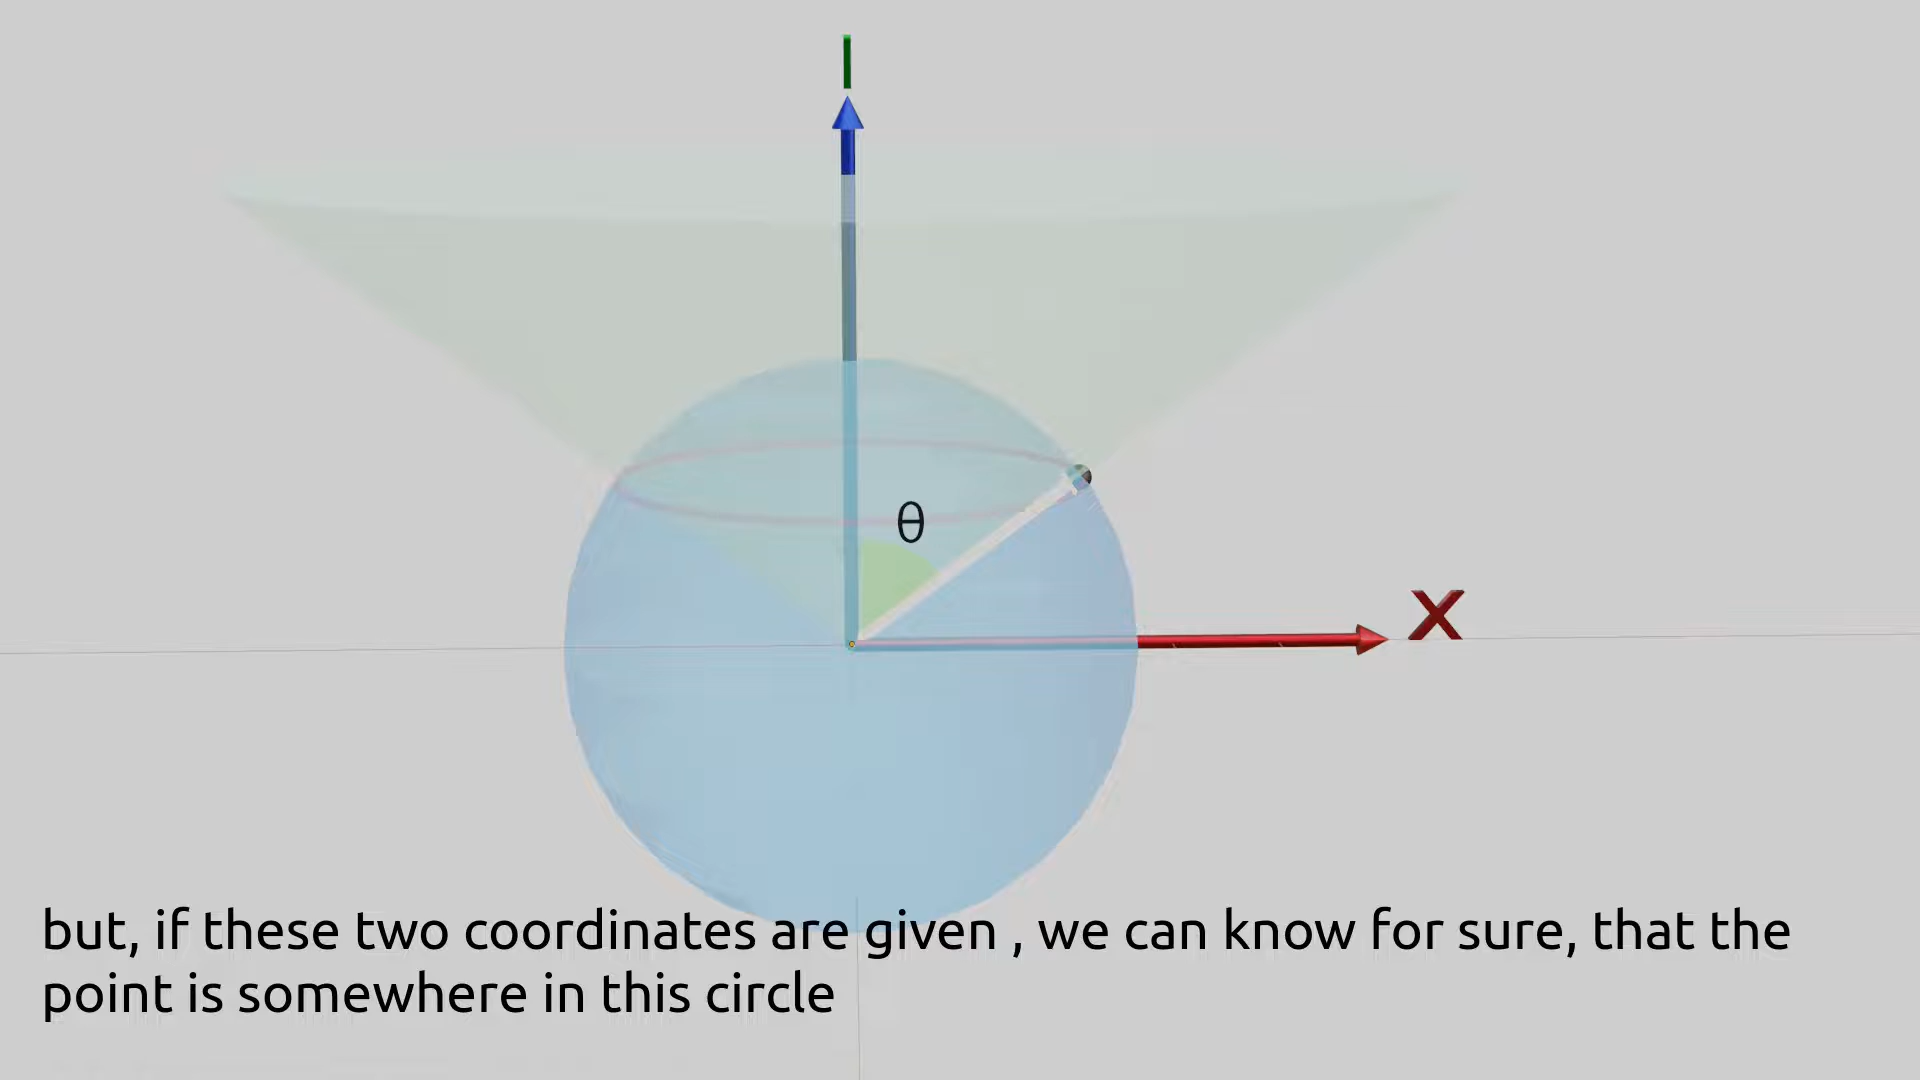 θ
X
but, if these two coordinates are given , we can know for sure, that the
point is somewhere in this circle